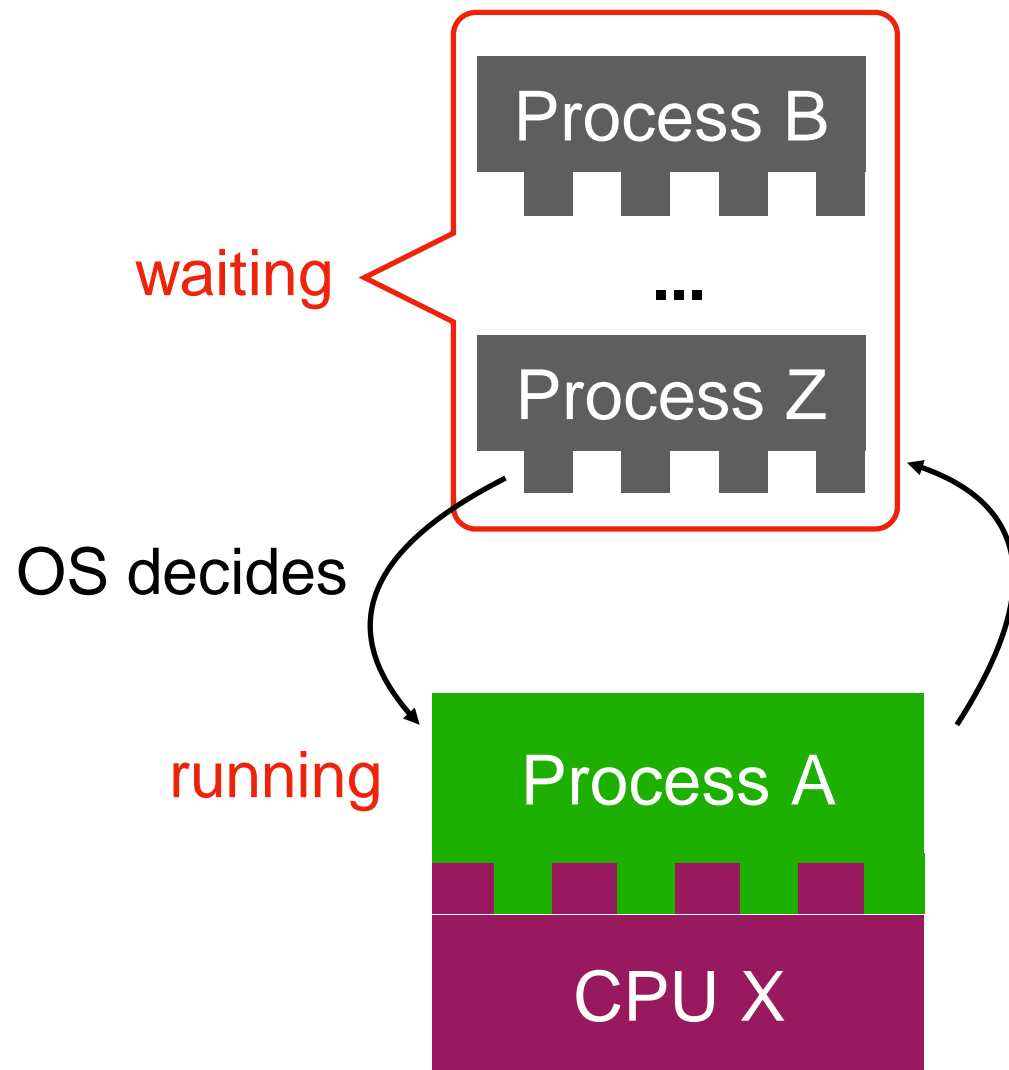 Process B
waiting
...
Process Z
OS decides
running
Process A
CPU X